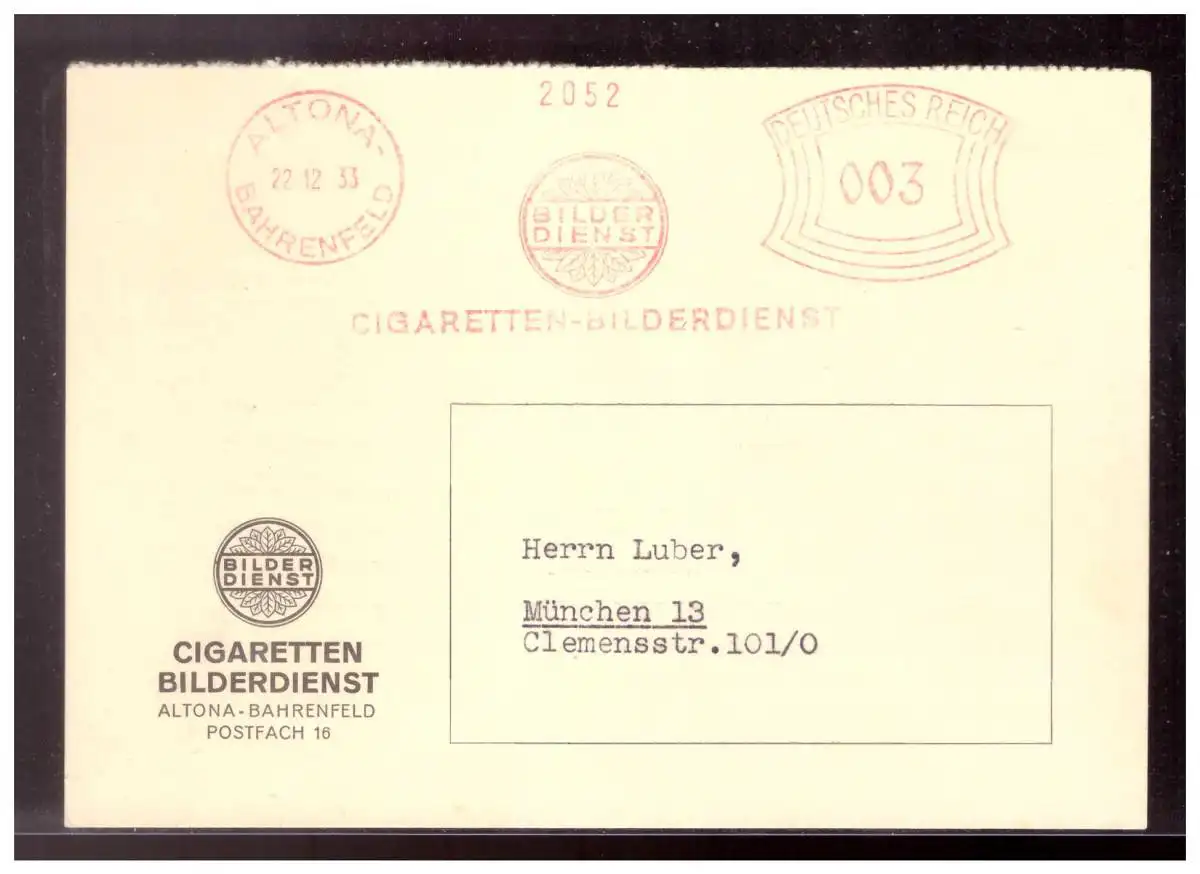 2052
ALTONA-
BAHRENFELD
22 12 33
BILDER
DIENST
DEUTSCHES REICH
003
CIGARETTEN-BILDERDIENST
BILDER
DIENST
CIGARETTEN
BILDERDIENST
ALTONA-BAHRENFELD
POSTFACH 16
Herrn Luber,
München 13
Clemensstr.101/0